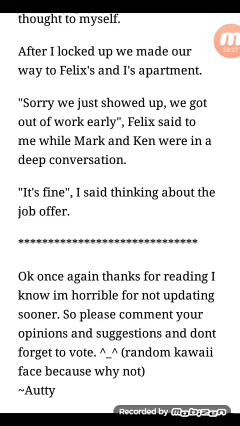 thought to myself.
After I locked up we made our
way to Felix's and I's apartment.
"Sorry we just showed up, we got
out of work early", Felix said to
me while Mark and Ken were in a
deep conversation.
"It's fine", I said thinking about the
job offer.
******************************
Ok once again thanks for reading I
know im horrible for not updating
sooner. So please comment your
opinions and suggestions and dont
forget to vote. ^_^ (random kawaii
face because why not)
~Autty
Recorded by mobizen